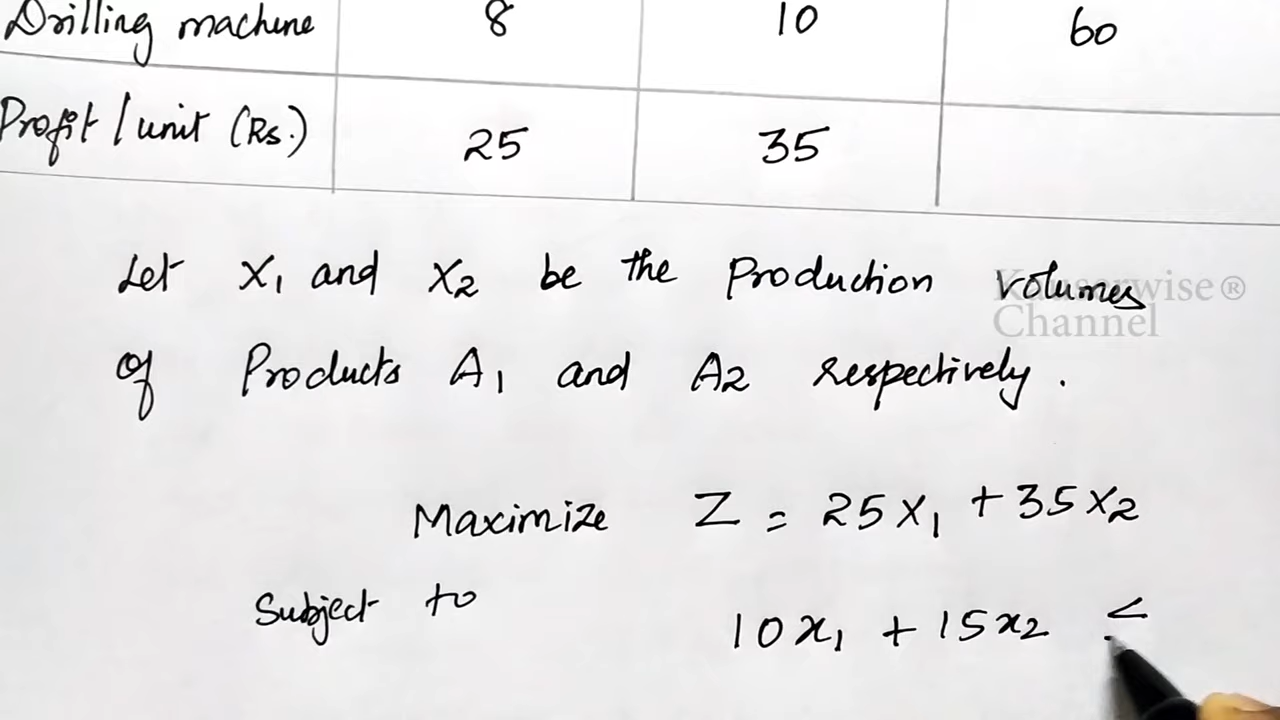 Drilling machine 8 10 60
Profit / unit (Rs.) 25 35
Let X₁ and X₂ be the Production volumes
Kauserwise®
Channel
of Products A₁ and A₂ respectively.
Maximize Z = 25X₁ + 35X₂
Subject to 10x₁ + 15x₂ ≤